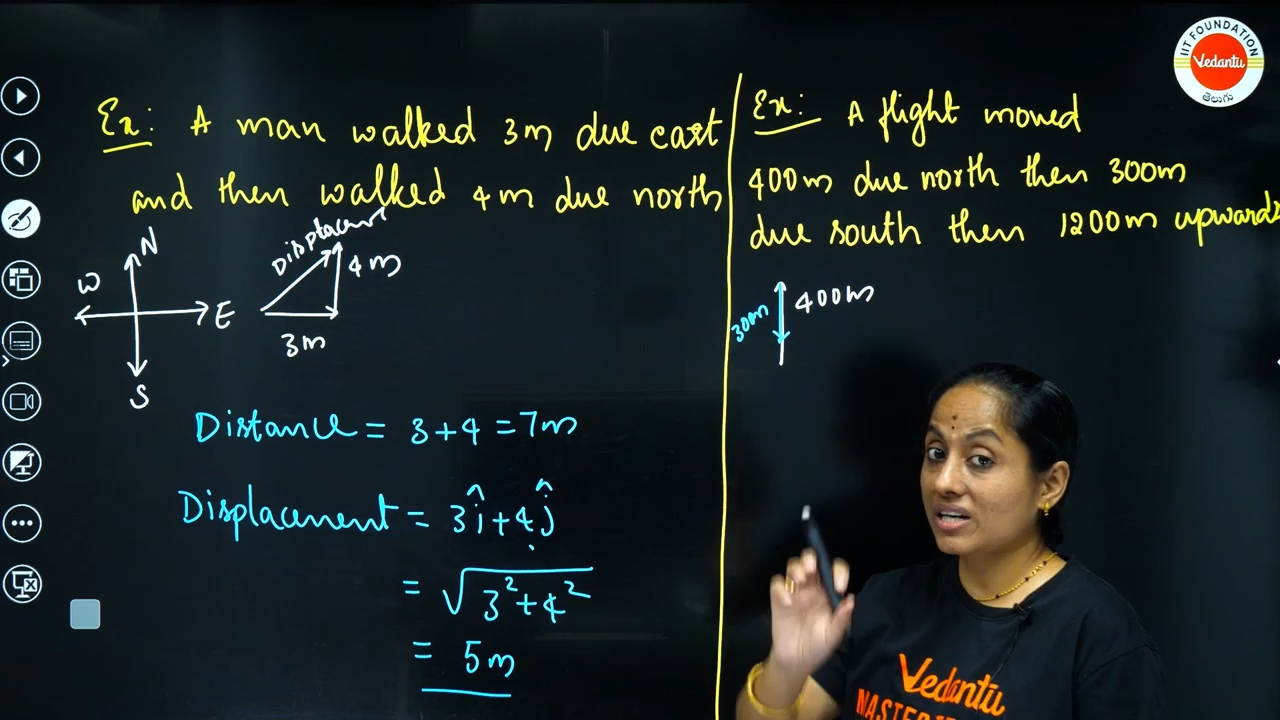 Ex: A man walked 3m due east
and then walked 4m due north
N
W
E
S
Displacement
4m
3m
Distance = 3+4 = 7m
Displacement = 3î+4ĵ
= √3²+4²
= 5m
Ex: A flight moved
400m due north then 300m
due south then 1200m upwards
400m
300m
IIT FOUNDATION
Vedantu
తెలుగు
Vedantu